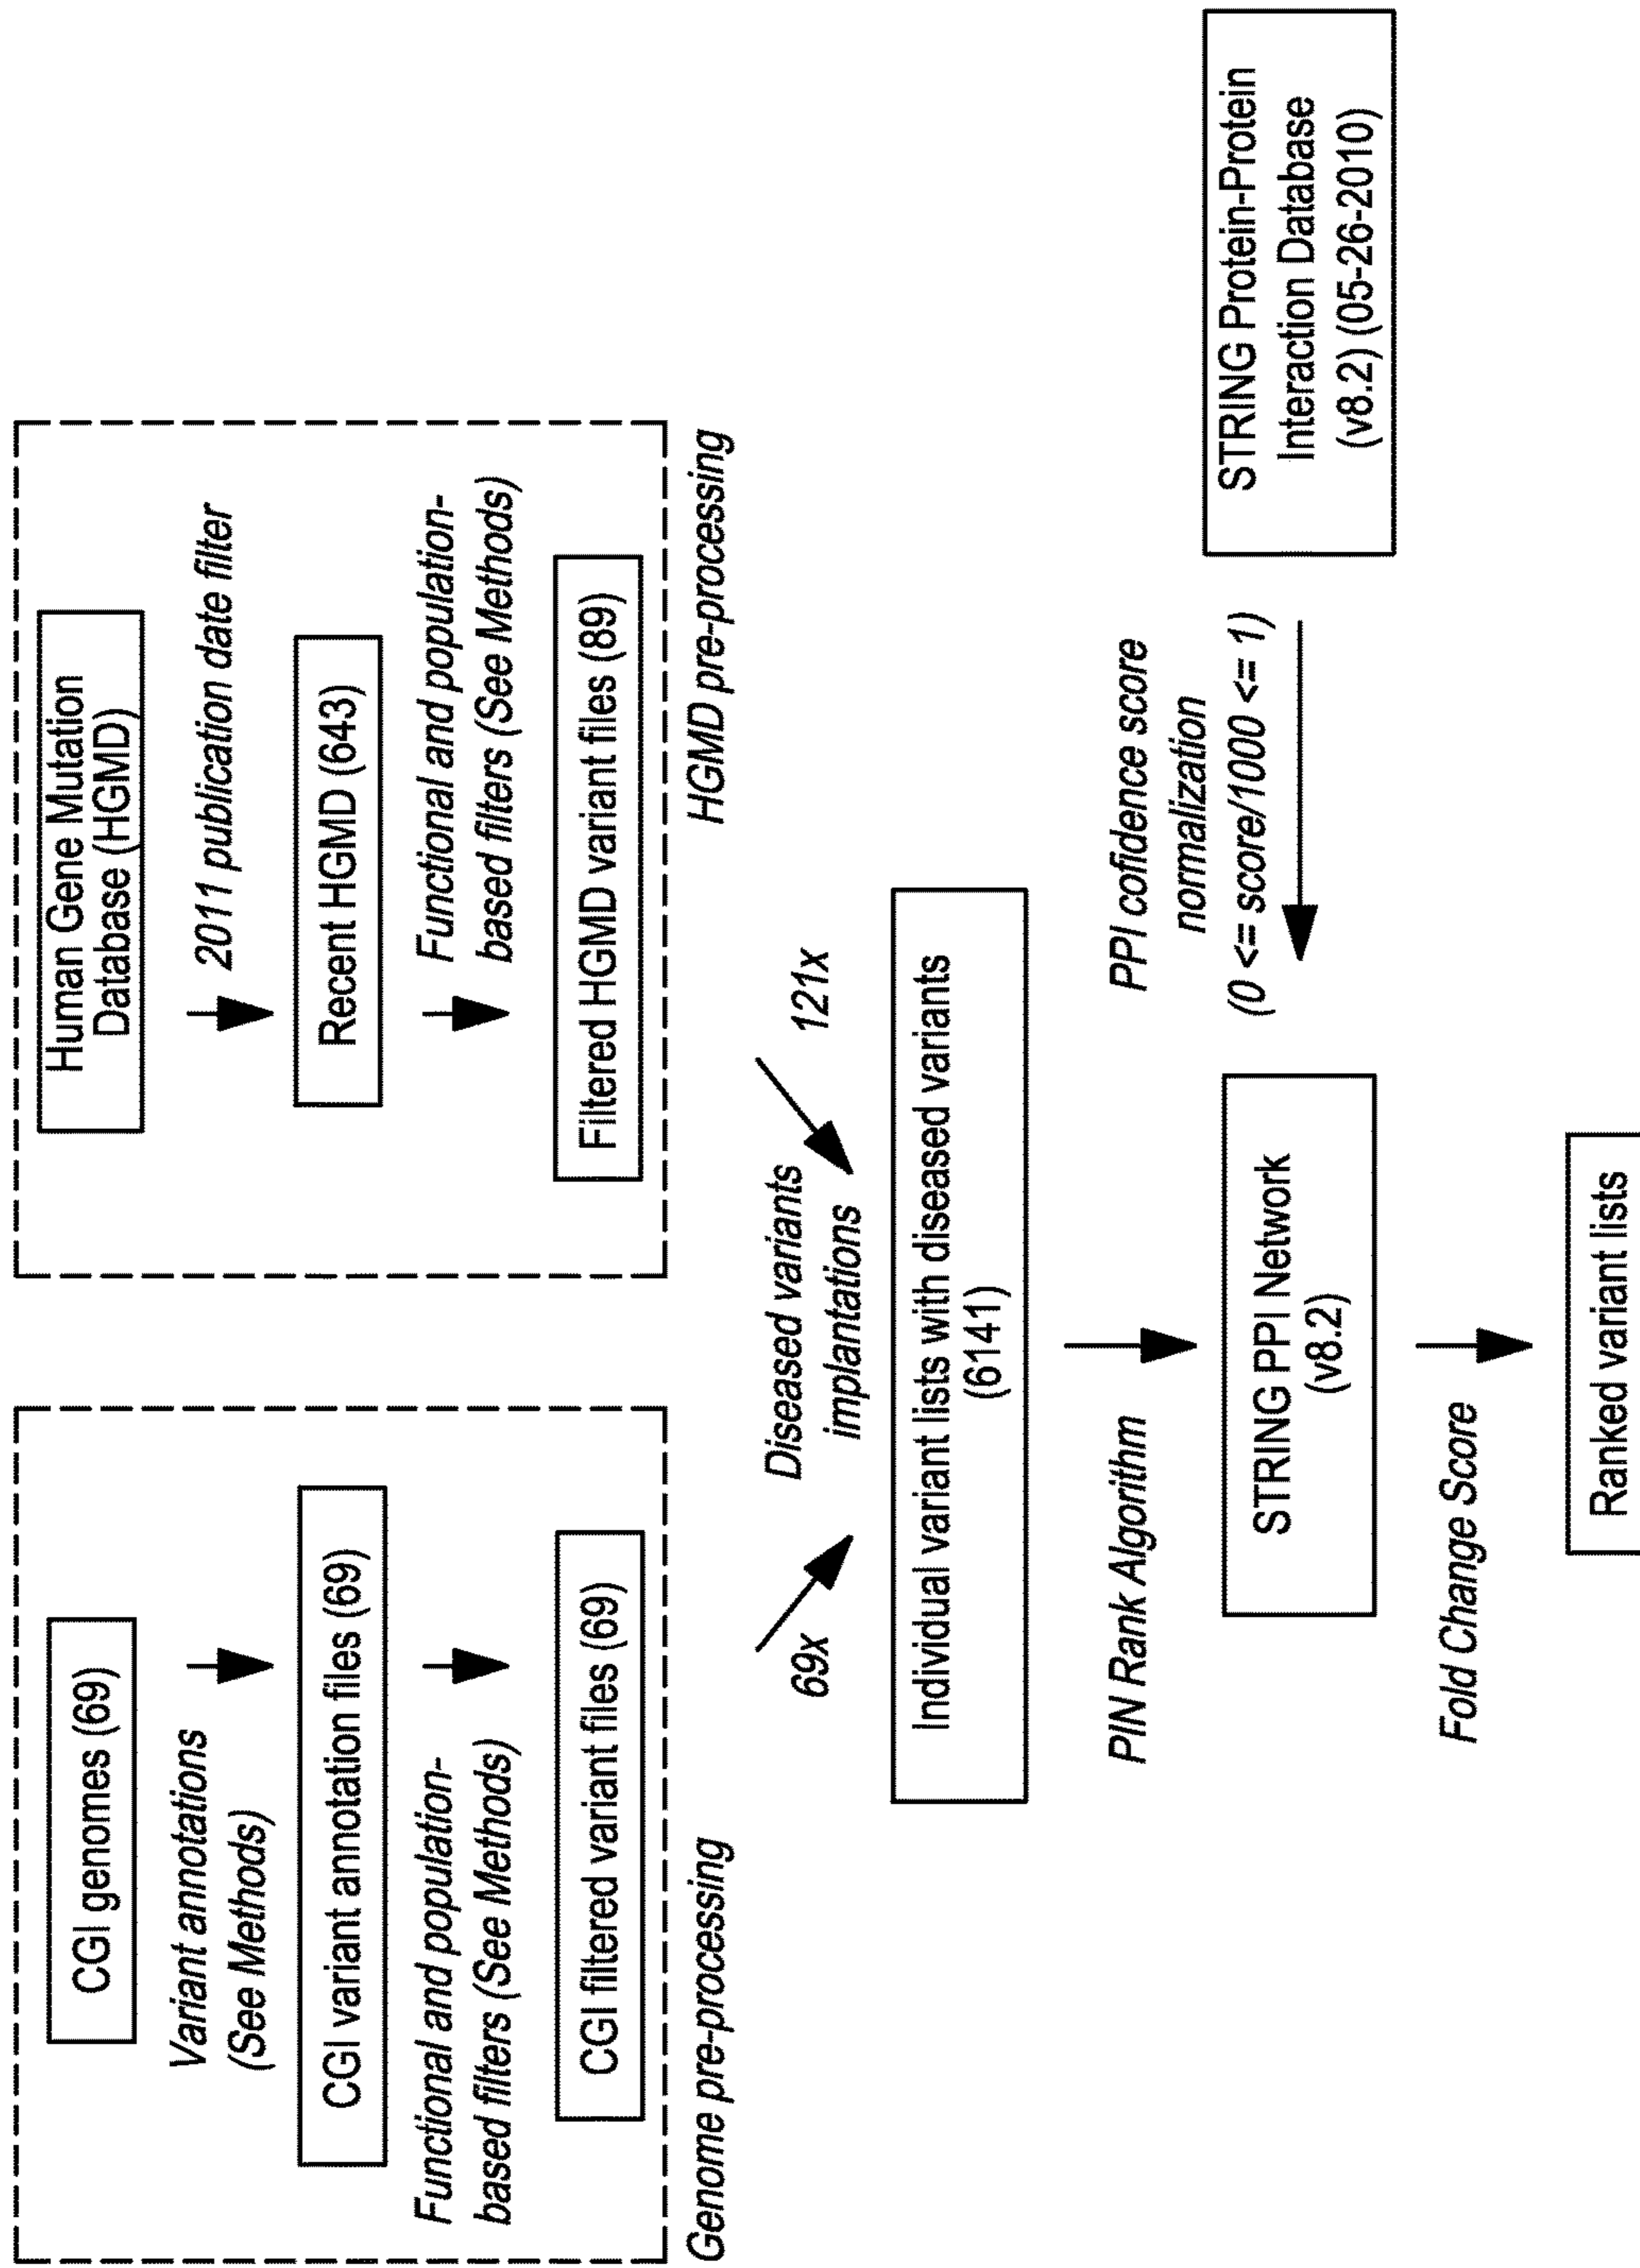 CGI genomes (69)
Variant annotations
(See Methods)
CGI variant annotation files (69)
Functional and population-
based filters (See Methods)
CGI filtered variant files (69)
Genome pre-processing
Human Gene Mutation
Database (HGMD)
2011 publication date filter
Recent HGMD (643)
Functional and population-
based filters (See Methods)
Filtered HGMD variant files (89)
HGMD pre-processing
69x
Diseased variants
implantations
121x
Individual variant lists with diseased variants
(6141)
PIN Rank Algorithm
PPI cofidence score
normalization
(0 <= score/1000 <= 1)
STRING PPI Network
(v8.2)
STRING Protein-Protein
Interaction Database
(v8.2) (05-26-2010)
Fold Change Score
Ranked variant lists